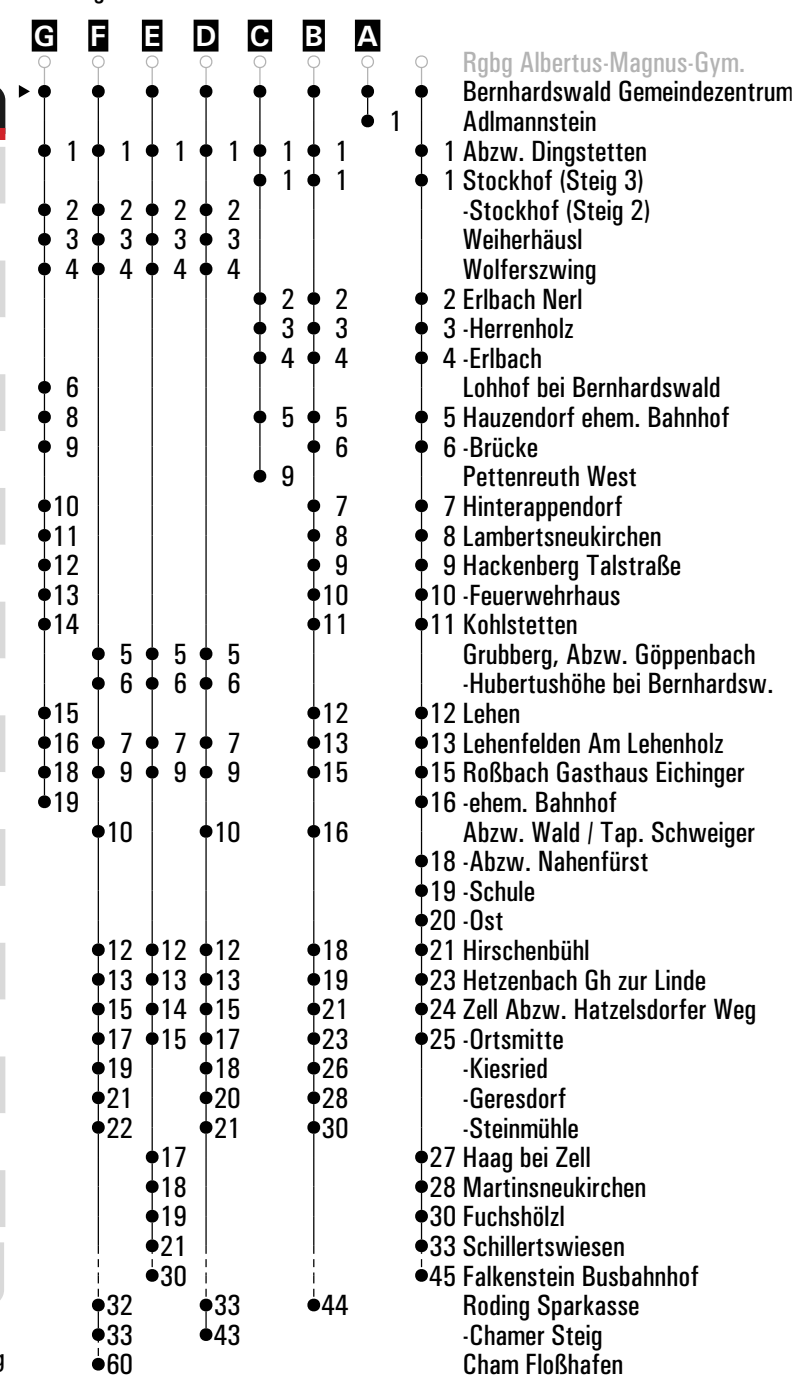 G F E D C B A
Rgbg Albertus-Magnus-Gym.
Bernhardswald Gemeindezentrum
1 Adlmannstein
1 1 1 1 1 1 1 Abzw. Dingstetten
1 1 1 Stockhof (Steig 3)
2 2 2 2 -Stockhof (Steig 2)
3 3 3 3 Weiherhäusl
4 4 4 4 Wolferszwing
2 2 2 Erlbach Nerl
3 3 3 -Herrenholz
4 4 4 -Erlbach
6 Lohhof bei Bernhardswald
8 5 5 5 Hauzendorf ehem. Bahnhof
9 6 6 -Brücke
9 Pettenreuth West
10 7 7 Hinterappendorf
11 8 8 Lambertsneukirchen
12 9 9 Hackenberg Talstraße
13 10 10 -Feuerwehrhaus
14 11 11 Kohlstetten
5 5 5 Grubberg, Abzw. Göppenbach
6 6 6 -Hubertushöhe bei Bernhardsw.
15 12 12 Lehen
16 7 7 7 13 13 Lehenfelden Am Lehenholz
18 9 9 9 15 15 Roßbach Gasthaus Eichinger
19 16 -ehem. Bahnhof
10 10 16 Abzw. Wald / Tap. Schweiger
18 -Abzw. Nahenfürst
19 -Schule
20 -Ost
12 12 12 18 21 Hirschenbühl
13 13 13 19 23 Hetzenbach Gh zur Linde
15 14 15 21 24 Zell Abzw. Hatzelsdorfer Weg
17 15 17 23 25 -Ortsmitte
19 18 26 -Kiesried
21 20 28 -Geresdorf
22 21 30 -Steinmühle
17 27 Haag bei Zell
18 28 Martinsneukirchen
19 30 Fuchshölzl
21 33 Schillertswiesen
30 45 Falkenstein Busbahnhof
32 33 44 Roding Sparkasse
33 43 -Chamer Steig
60 Cham Floßhafen